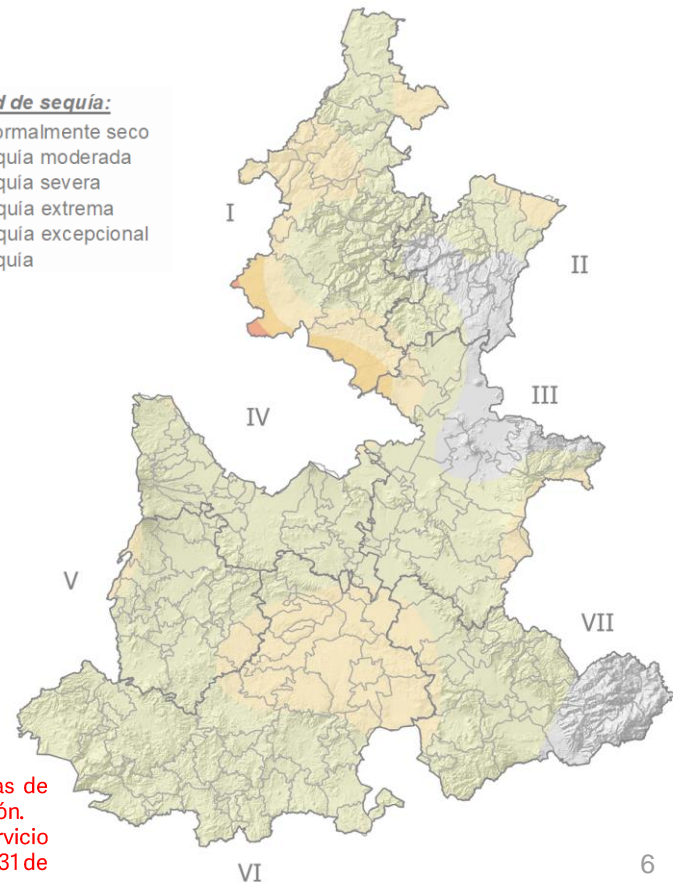 d de sequía:
ormalmente seco
quía moderada
quía severa
quía extrema
quía excepcional
quía
I
II
III
IV
V
VII
as de
ón.
rvicio
31 de
VI
6